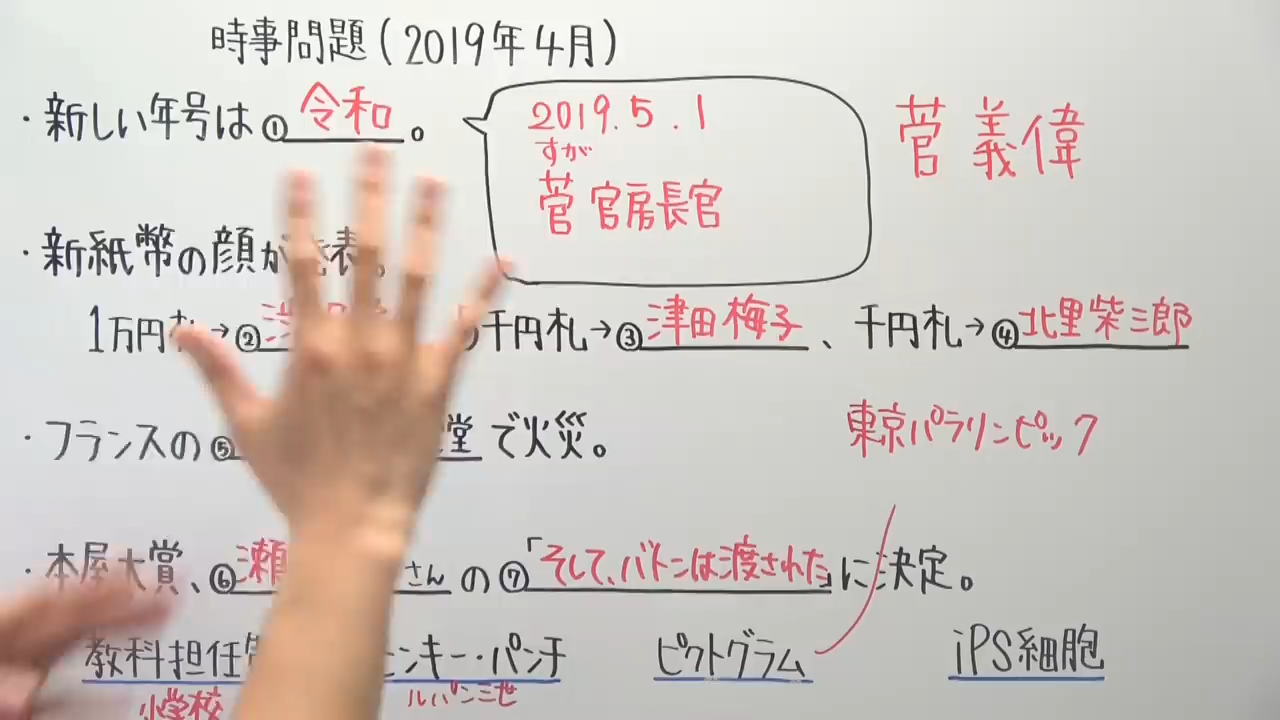 時事問題(2019年4月)
・新しい年号は①令和。
2019.5.1
すが
菅官房長官
菅義偉
・新紙幣の顔が表。
1万円 → ② 千円札→③津田梅子、千円札→④北里柴三郎
・フランスの⑤堂で火災。
東京パラリンピック
・本屋大賞、⑥瀬さんの⑦「そして、バトンは渡された」に決定。
教科担任 ンキー・パンチ ピクトグラム iPS細胞
小学校 ルパン三世